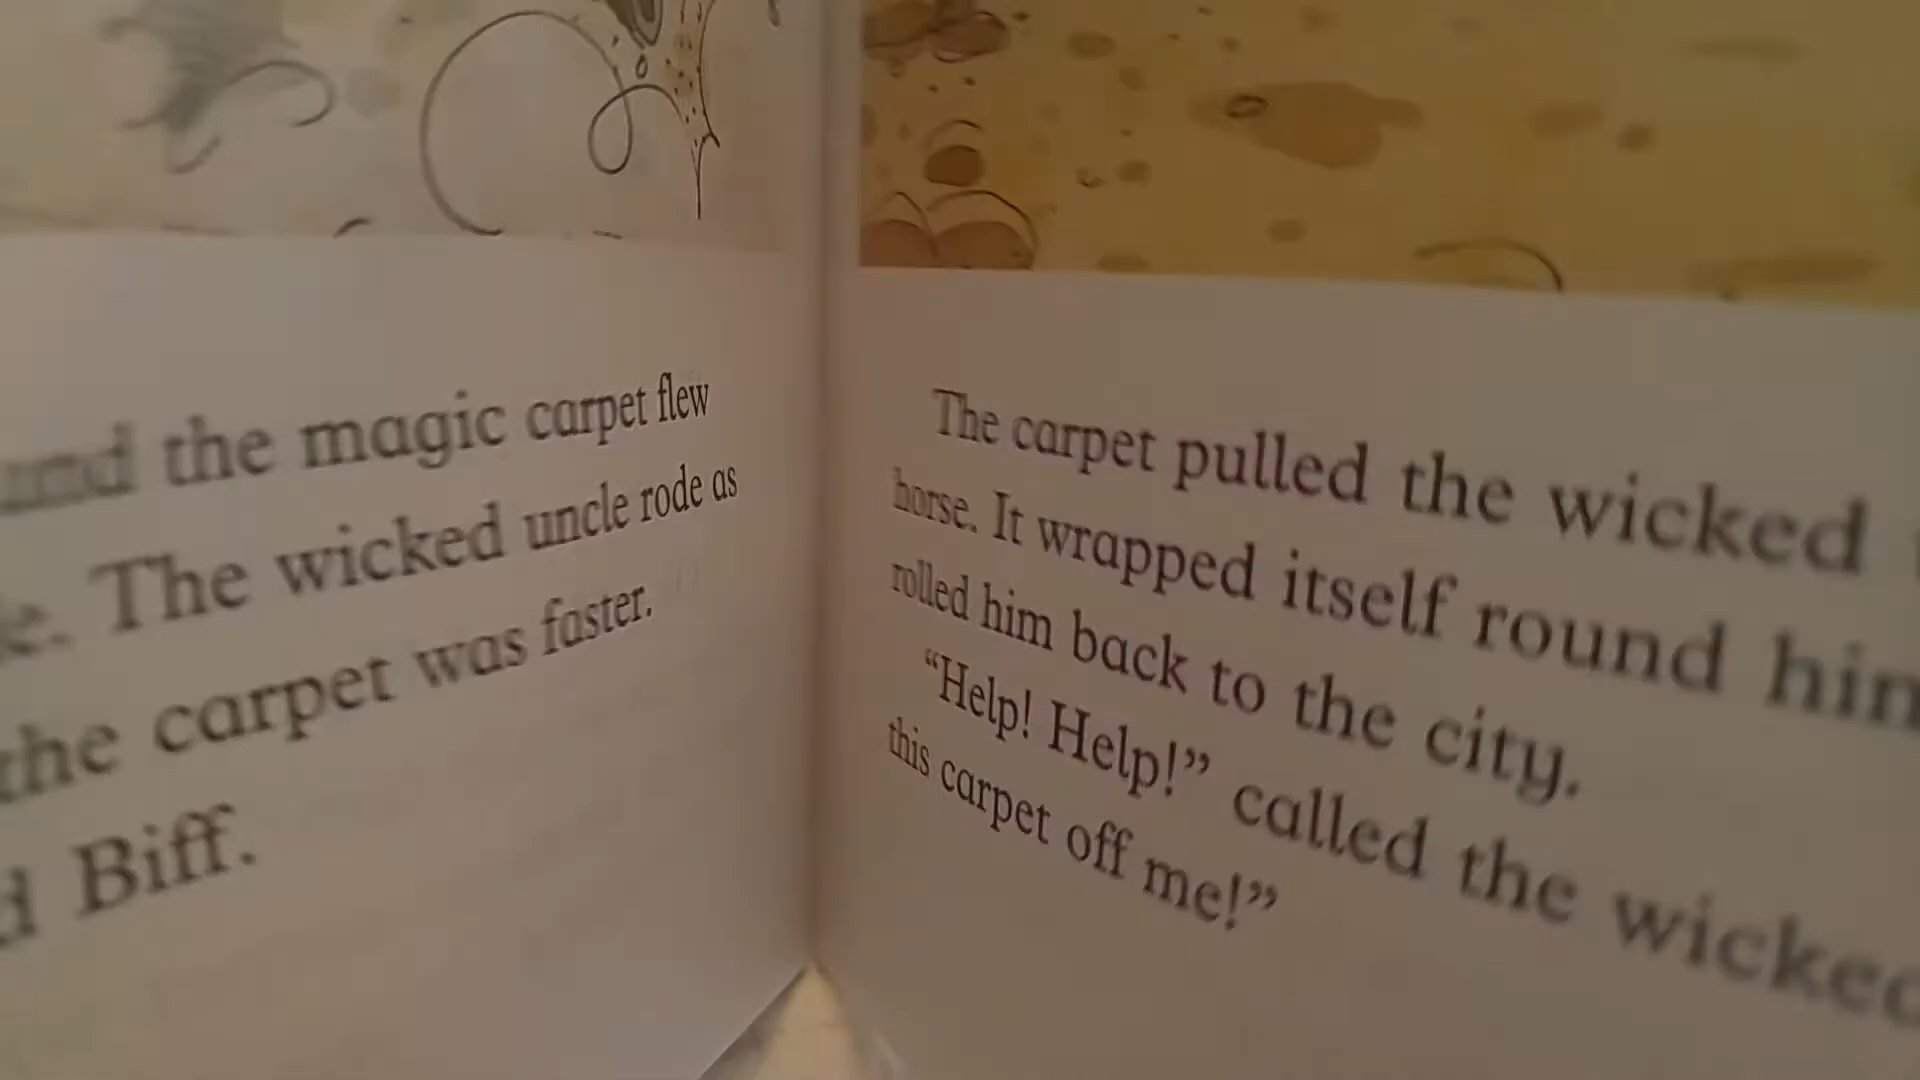 and the magic carpet flew
The wicked uncle rode as
the carpet was faster.
Biff.
The carpet pulled the wicked
horse. It wrapped itself round him
rolled him back to the city.
“Help! Help!” called the wicked
this carpet off me!”